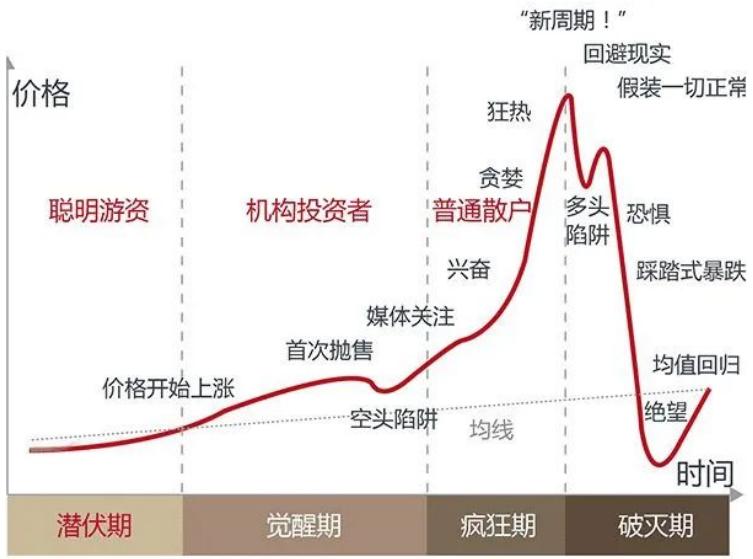 “新周期！”
回避现实
假装一切正常
价格
狂热
贪婪
聪明游资
机构投资者
普通散户
多头
陷阱
恐惧
兴奋
踩踏式暴跌
媒体关注
首次抛售
均值回归
价格开始上涨
空头陷阱
均线
绝望
时间
潜伏期
觉醒期
疯狂期
破灭期